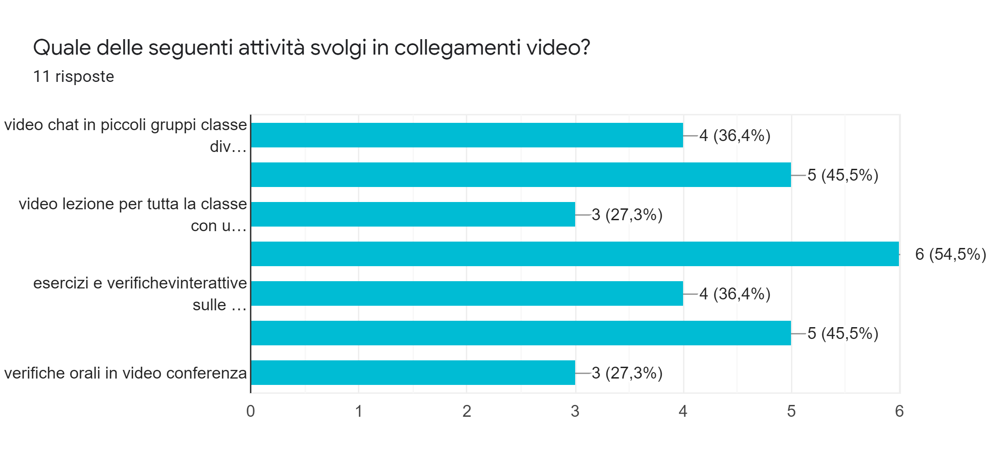 Quale delle seguenti attività svolgi in collegamenti video?
11 risposte
video chat in piccoli gruppi classe
div…
4 (36,4%)
5 (45,5%)
video lezione per tutta la classe
con u…
3 (27,3%)
6 (54,5%)
esercizi e verifichevinterattive
sulle …
4 (36,4%)
5 (45,5%)
verifiche orali in video conferenza
3 (27,3%)
0 1 2 3 4 5 6